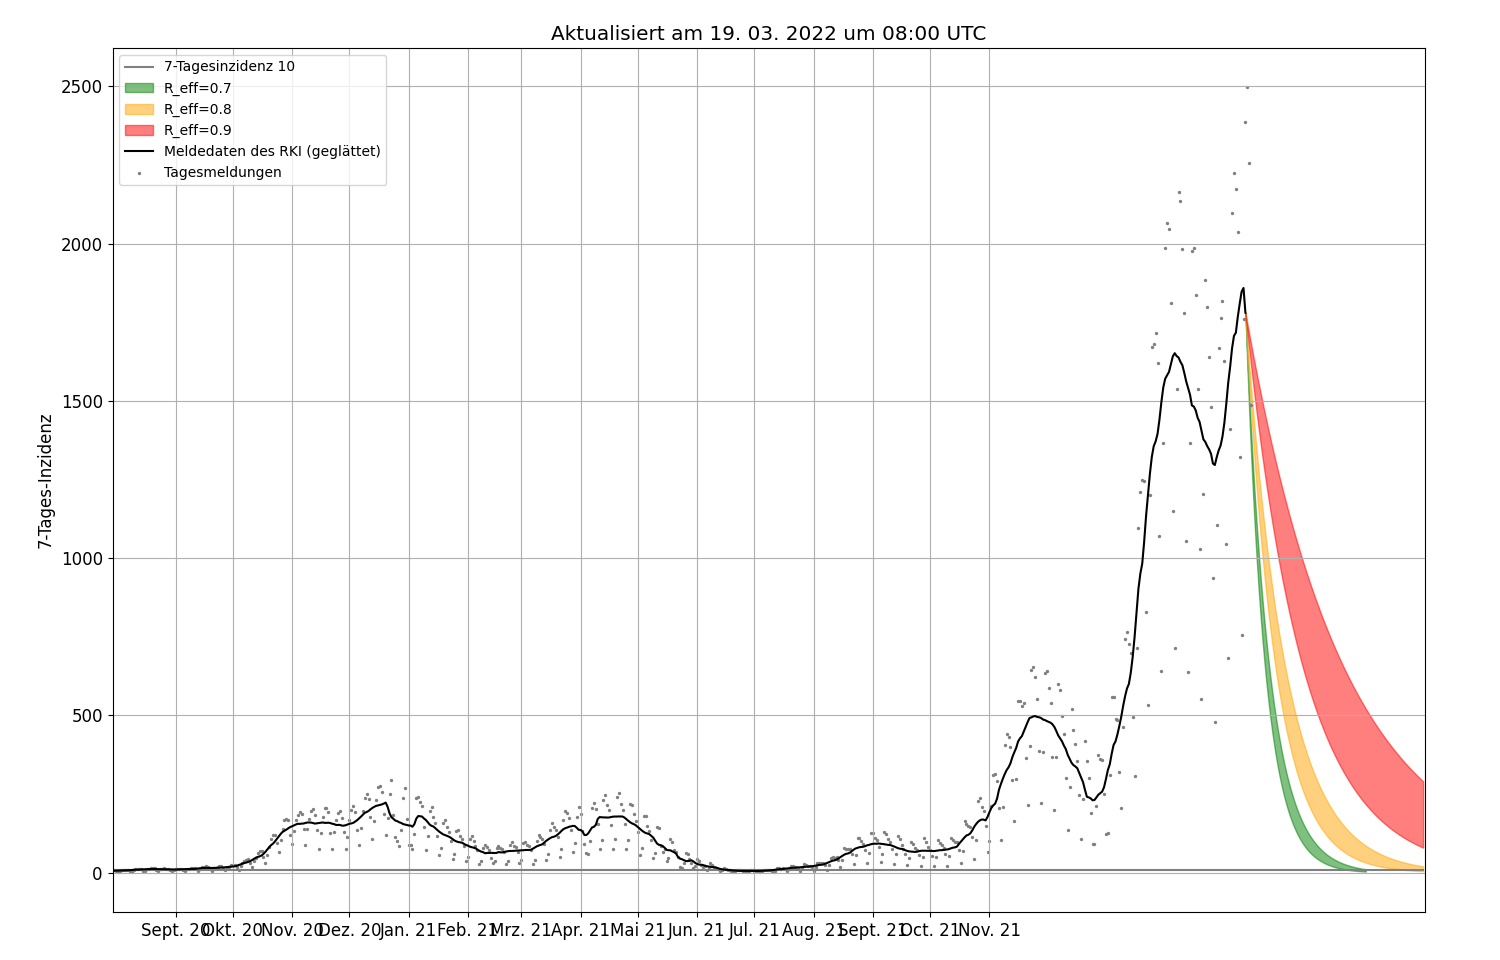 Aktualisiert am 19. 03. 2022 um 08:00 UTC
7-Tagesinzidenz 10
R_eff=0.7
R_eff=0.8
R_eff=0.9
Meldedaten des RKI (geglättet)
Tagesmeldungen
7-Tages-Inzidenz
2500
2000
1500
1000
500
0
Sept. 20 Okt. 20 Nov. 20 Dez. 20 Jan. 21 Feb. 21 Mrz. 21 Apr. 21 Mai 21 Jun. 21 Jul. 21 Aug. 21 Sept. 21 Oct. 21 Nov. 21